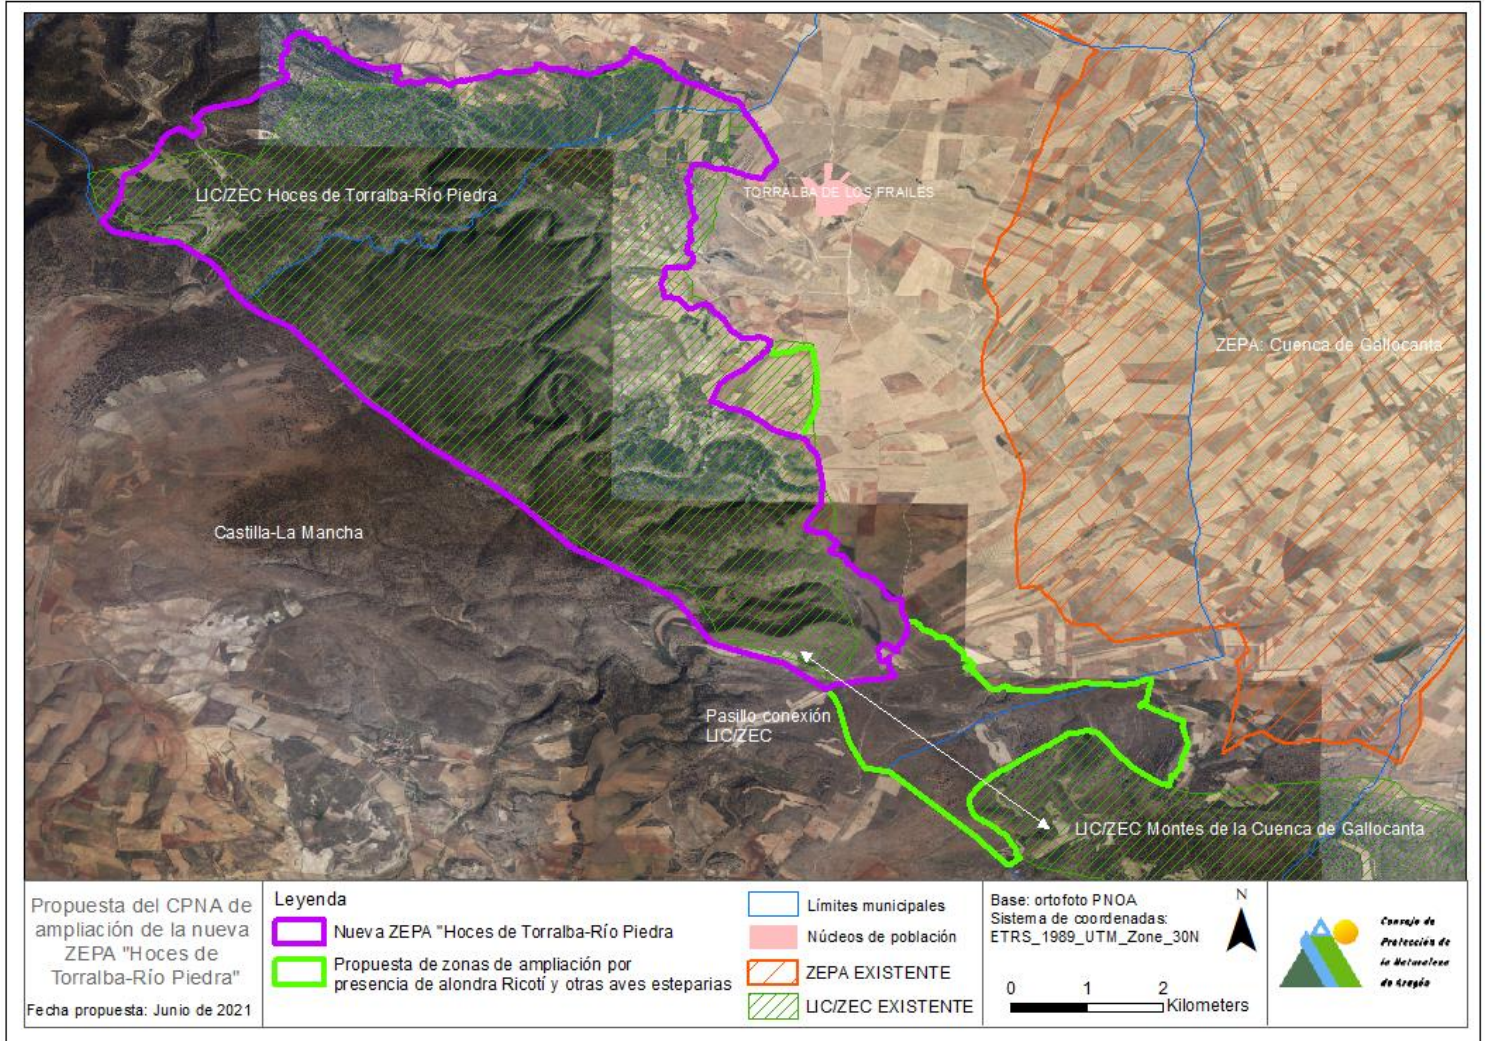 LIC/ZEC Hoces de Torralba-Río Piedra
TORRALBA DE LOS FRAILES
ZEPA: Cuenca de Gallocanta
Castilla-La Mancha
Pasillo conexión
LIC/ZEC
LIC/ZEC Montes de la Cuenca de Gallocanta
Propuesta del CPNA de
ampliación de la nueva
ZEPA "Hoces de
Torralba-Río Piedra"
Fecha propuesta: Junio de 2021
Leyenda
Nueva ZEPA "Hoces de Torralba-Río Piedra
Propuesta de zonas de ampliación por
presencia de alondra Ricotí y otras aves esteparias
Límites municipales
Núcleos de población
ZEPA EXISTENTE
LIC/ZEC EXISTENTE
Base: ortofoto PNOA
Sistema de coordenadas:
ETRS_1989_UTM_Zone_30N
N
0 1 2
Kilometers
Consejo de
Protección de
la Naturaleza
de Aragón